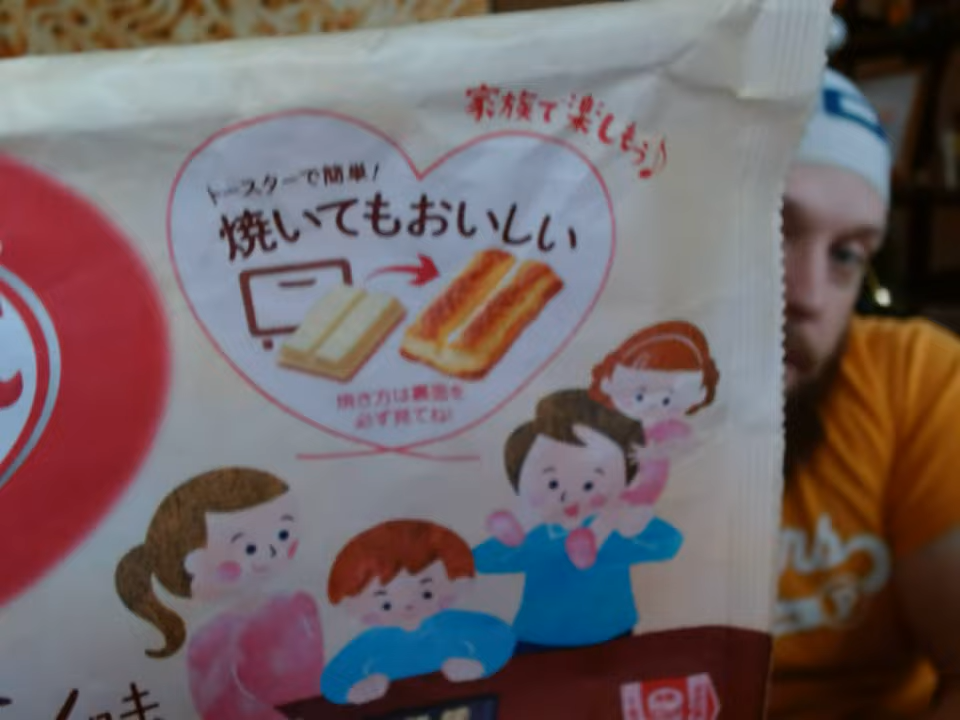 家族で楽しもう♪
トースターで簡単!
焼いてもおいしい
焼き方は裏面を
必ず見てね!
味